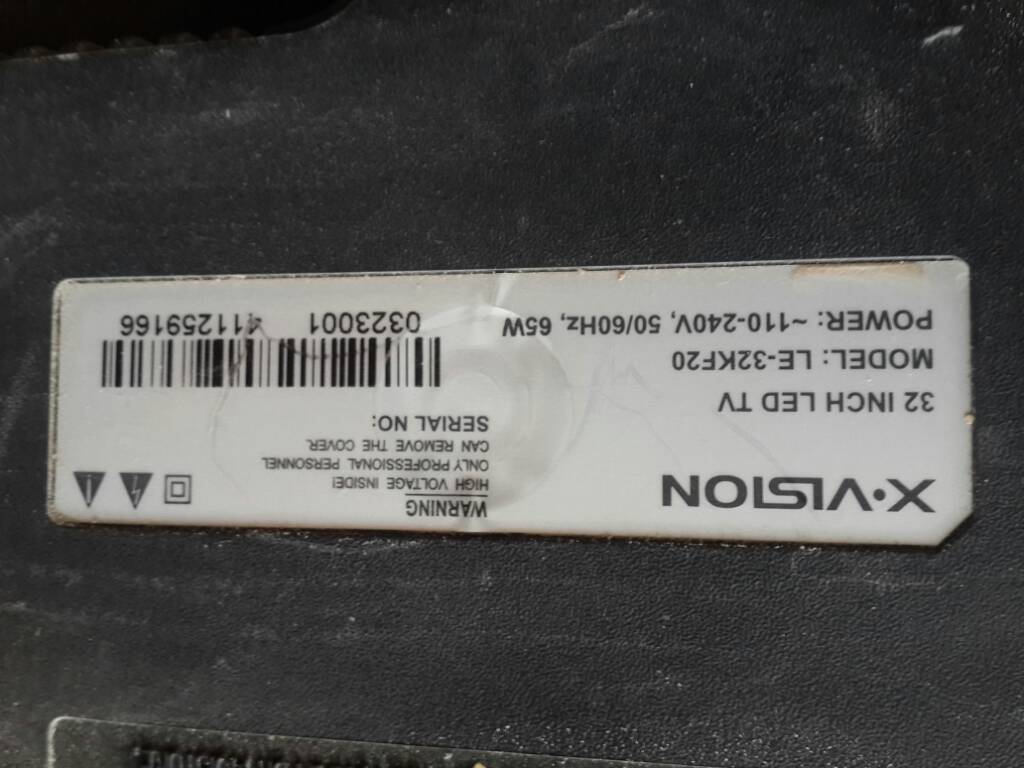 X·VISION
32 INCH LED TV
MODEL: LE-32KF20
POWER: ~110-240V, 50/60Hz, 65W
WARNING
HIGH VOLTAGE INSIDE!
ONLY PROFESSIONAL PERSONNEL
CAN REMOVE THE COVER
SERIAL NO:
0323001 411259166